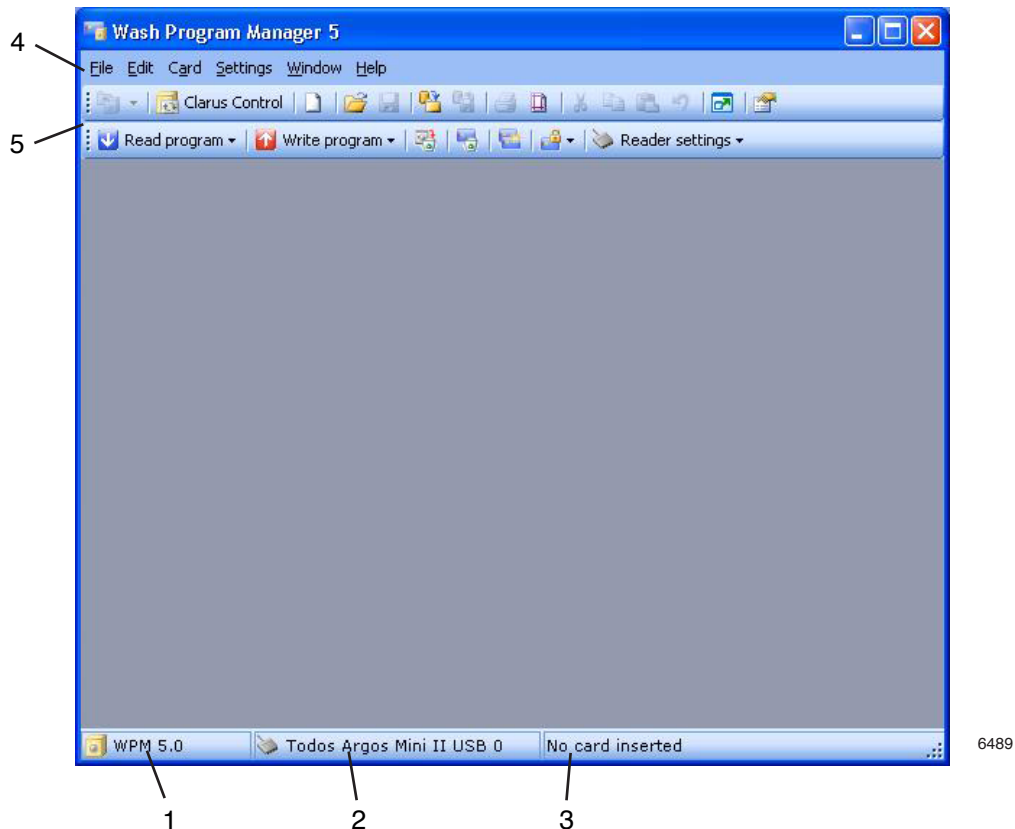 Wash Program Manager 5
4
File Edit Card Settings Window Help
Clarus Control
5
Read program Write program Reader settings
WPM 5.0 Todos Argos Mini II USB 0 No card inserted
6489
1 2 3